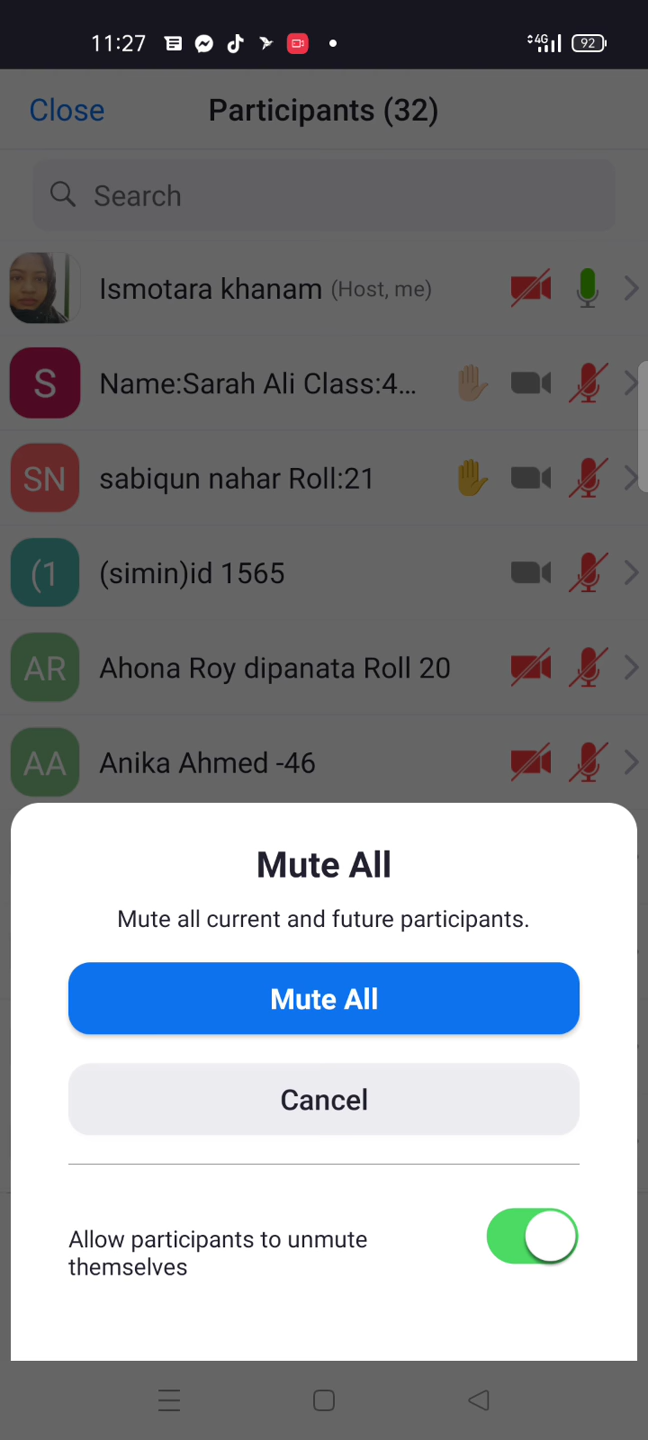 11:27
4G
92
Close
Participants (32)
Search
Ismotara khanam (Host, me)
S
Name:Sarah Ali Class:4...
SN
sabiqun nahar Roll:21
(1
(simin)id 1565
AR
Ahona Roy dipanata Roll 20
AA
Anika Ahmed -46
Mute All
Mute all current and future participants.
Mute All
Cancel
Allow participants to unmute
themselves